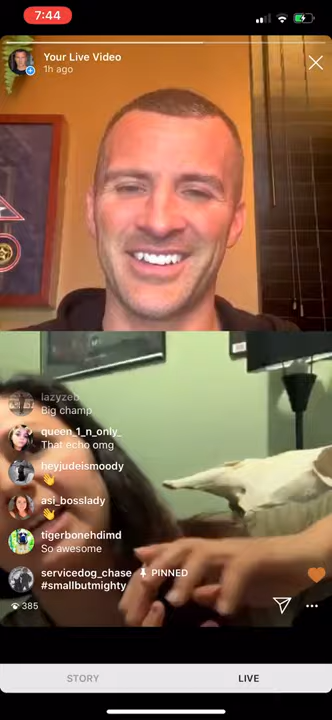 7:44
Your Live Video
1h ago
lazyzed
Big champ
queen_1_n_only_
That echo omg
heyjudeismoody
👋
asi_bosslady
👋
tigerbonehdimd
So awesome
servicedog_chase PINNED
#smallbutmighty
385
STORY LIVE